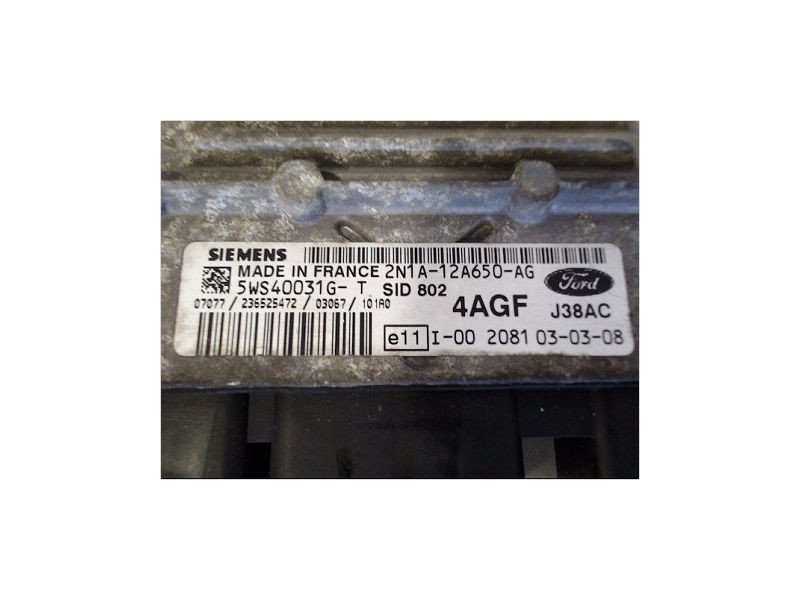 SIEMENS
MADE IN FRANCE 2N1A-12A650-AG
5WS40031G- T SID 802
Ford
07077 / 236525472 / 03067 / 101A0
4AGF J38AC
e11 I-00 2081 03-03-08